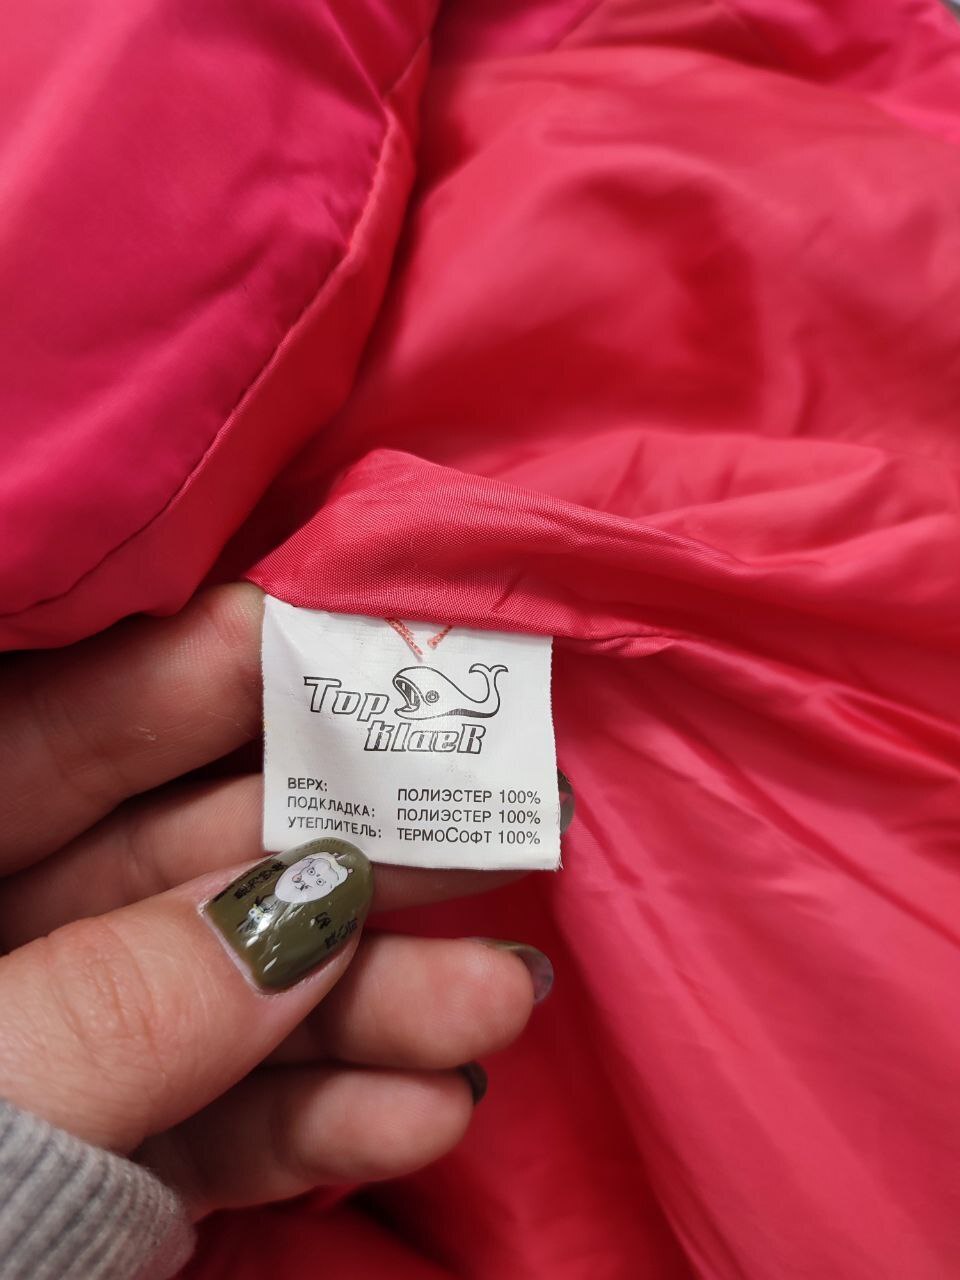 Top
klaeR
ВЕРХ: ПОЛИЭСТЕР 100%
ПОДКЛАДКА: ПОЛИЭСТЕР 100%
УТЕПЛИТЕЛЬ: ТЕРМОСОФТ 100%